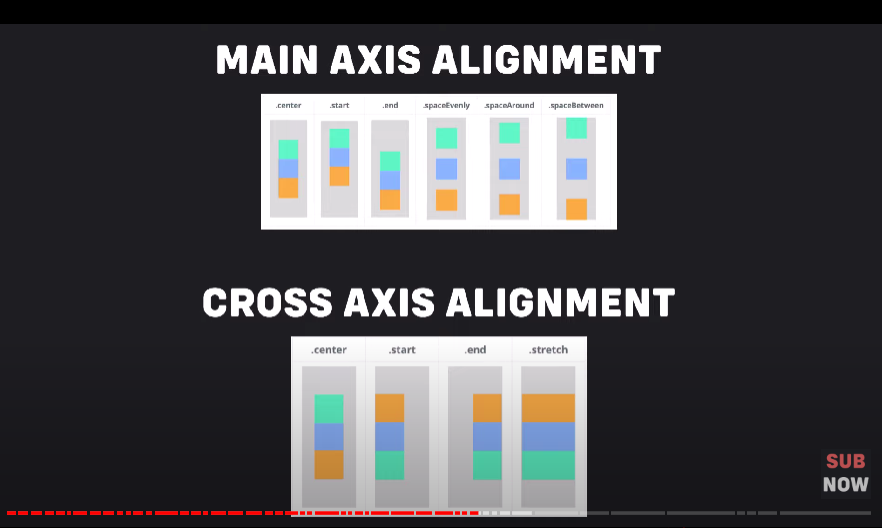 MAIN AXIS ALIGNMENT
.center .start .end .spaceEvenly .spaceAround .spaceBetween
CROSS AXIS ALIGNMENT
.center .start .end .stretch
SUB
NOW